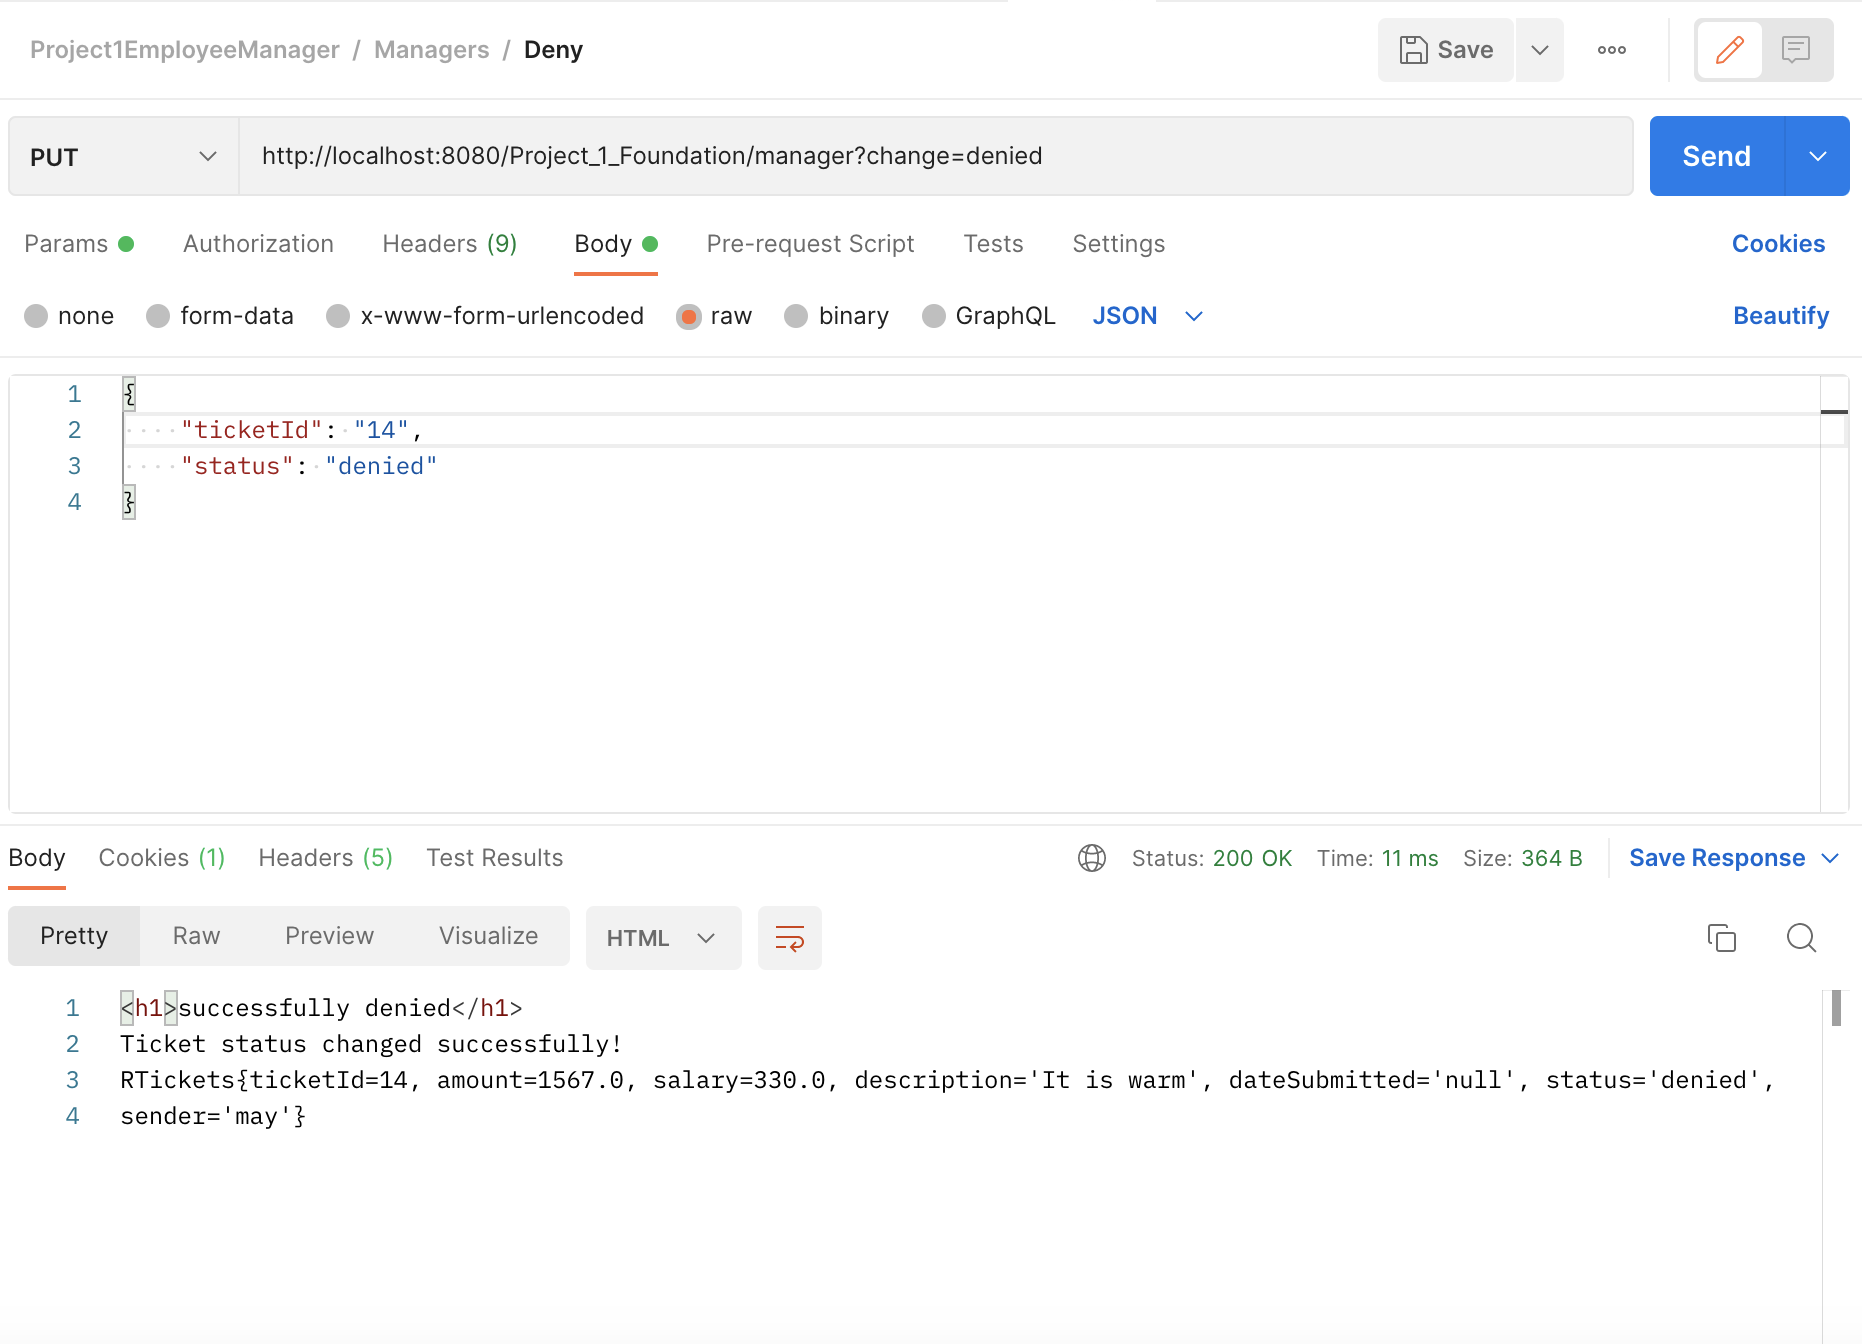 Project1EmployeeManager / Managers / Deny
Save
PUT
http://localhost:8080/Project_1_Foundation/manager?change=denied
Send
Params Authorization Headers (9) Body Pre-request Script Tests Settings Cookies
none form-data x-www-form-urlencoded raw binary GraphQL JSON Beautify
1 {
2 "ticketId": "14",
3 "status": "denied"
4 }
Body Cookies (1) Headers (5) Test Results Status: 200 OK Time: 11 ms Size: 364 B Save Response
Pretty Raw Preview Visualize HTML
1 <h1>successfully denied</h1>
2 Ticket status changed successfully!
3 RTickets{ticketId=14, amount=1567.0, salary=330.0, description='It is warm', dateSubmitted='null', status='denied',
4 sender='may'}